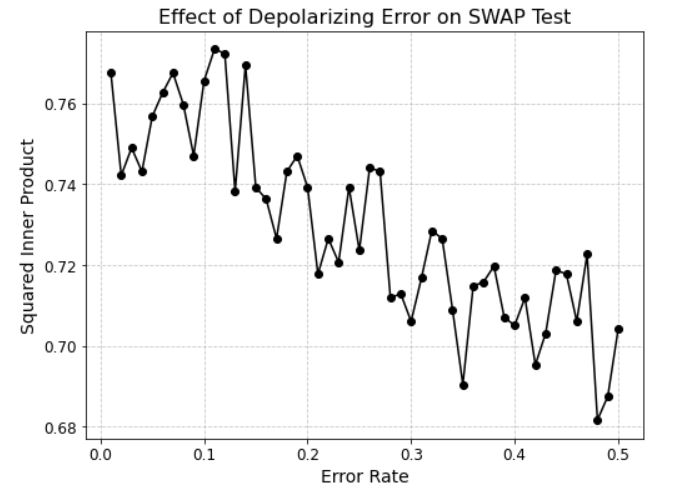 Effect of Depolarizing Error on SWAP Test
Squared Inner Product
0.76
0.74
0.72
0.70
0.68
0.0 0.1 0.2 0.3 0.4 0.5
Error Rate